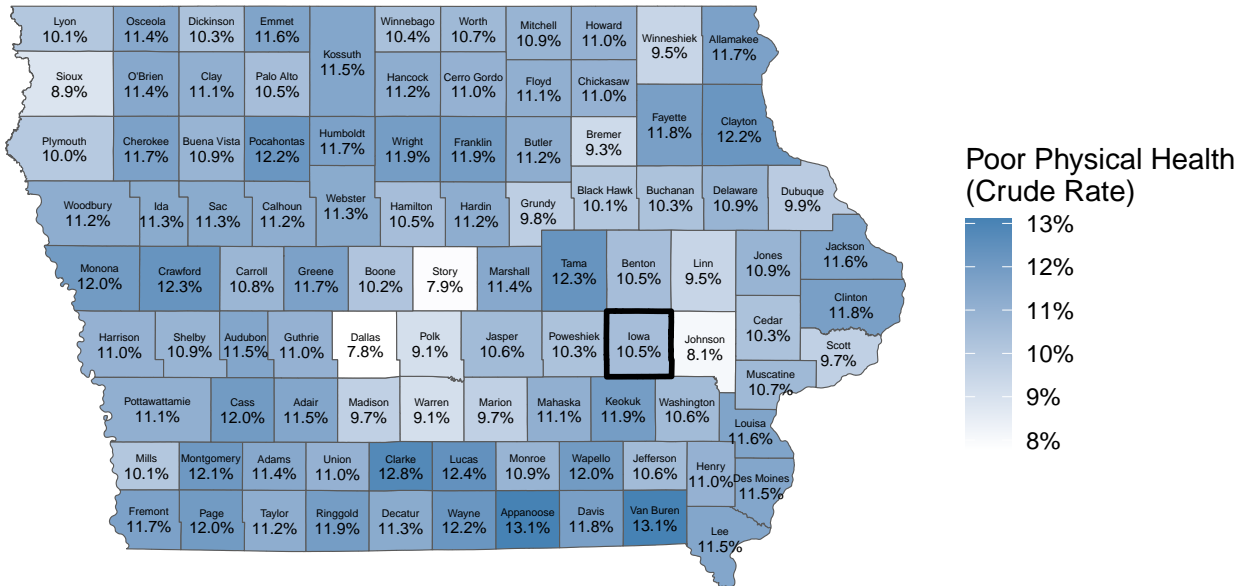 Lyon
10.1%
Osceola
11.4%
Dickinson
10.3%
Emmet
11.6%
Kossuth
11.5%
Winnebago
10.4%
Worth
10.7%
Mitchell
10.9%
Howard
11.0%
Winneshiek
9.5%
Allamakee
11.7%
Sioux
8.9%
O'Brien
11.4%
Clay
11.1%
Palo Alto
10.5%
Hancock
11.2%
Cerro Gordo
11.0%
Floyd
11.1%
Chickasaw
11.0%
Fayette
11.8%
Clayton
12.2%
Plymouth
10.0%
Cherokee
11.7%
Buena Vista
10.9%
Pocahontas
12.2%
Humboldt
11.7%
Wright
11.9%
Franklin
11.9%
Butler
11.2%
Bremer
9.3%
Woodbury
11.2%
Ida
11.3%
Sac
11.3%
Calhoun
11.2%
Webster
11.3%
Hamilton
10.5%
Hardin
11.2%
Grundy
9.8%
Black Hawk
10.1%
Buchanan
10.3%
Delaware
10.9%
Dubuque
9.9%
Monona
12.0%
Crawford
12.3%
Carroll
10.8%
Greene
11.7%
Boone
10.2%
Story
7.9%
Marshall
11.4%
Tama
12.3%
Benton
10.5%
Linn
9.5%
Jones
10.9%
Jackson
11.6%
Clinton
11.8%
Harrison
11.0%
Shelby
10.9%
Audubon
11.5%
Guthrie
11.0%
Dallas
7.8%
Polk
9.1%
Jasper
10.6%
Poweshiek
10.3%
Iowa
10.5%
Johnson
8.1%
Cedar
10.3%
Scott
9.7%
Muscatine
10.7%
Pottawattamie
11.1%
Cass
12.0%
Adair
11.5%
Madison
9.7%
Warren
9.1%
Marion
9.7%
Mahaska
11.1%
Keokuk
11.9%
Washington
10.6%
Louisa
11.6%
Mills
10.1%
Montgomery
12.1%
Adams
11.4%
Union
11.0%
Clarke
12.8%
Lucas
12.4%
Monroe
10.9%
Wapello
12.0%
Jefferson
10.6%
Henry
11.0%
Des Moines
11.5%
Fremont
11.7%
Page
12.0%
Taylor
11.2%
Ringgold
11.9%
Decatur
11.3%
Wayne
12.2%
Appanoose
13.1%
Davis
11.8%
Van Buren
13.1%
Lee
11.5%
Poor Physical Health
(Crude Rate)
13%
12%
11%
10%
9%
8%